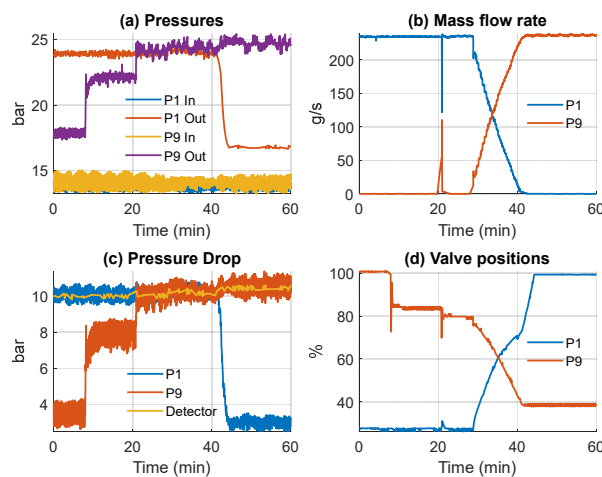 (a) Pressures
25
20
15
bar
P1 In
P1 Out
P9 In
P9 Out
0
20
40
60
Time (min)
(b) Mass flow rate
200
150
100
50
0
g/s
P1
P9
0
20
40
60
Time (min)
(c) Pressure Drop
10
8
6
4
bar
P1
P9
Detector
0
20
40
60
Time (min)
(d) Valve positions
100
80
60
40
%
P1
P9
0
20
40
60
Time (min)